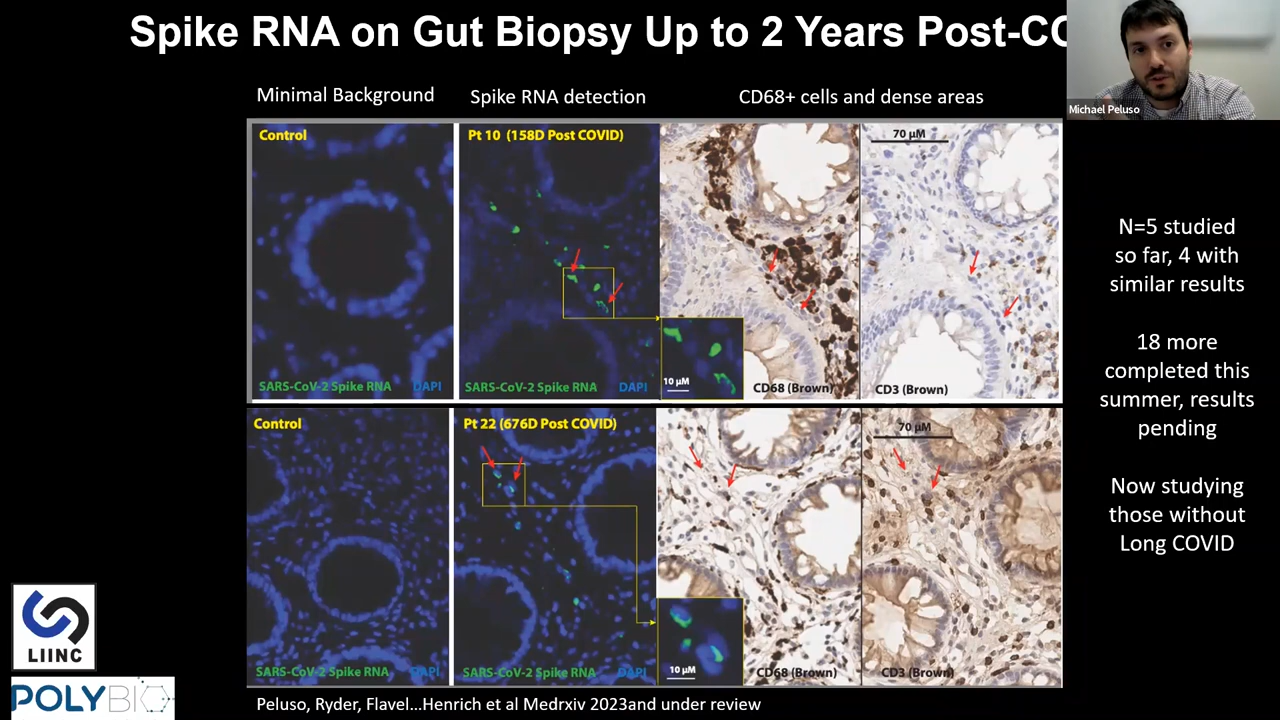 Spike RNA on Gut Biopsy Up to 2 Years Post-CO
Michael Peluso
Minimal Background
Spike RNA detection
CD68+ cells and dense areas
Control
SARS-CoV-2 Spike RNA DAPI
Pt 10 (158D Post COVID)
SARS-CoV-2 Spike RNA DAPI
10 µM
CD68 (Brown)
70 µM
CD3 (Brown)
Control
SARS-CoV-2 Spike RNA DAPI
Pt 22 (676D Post COVID)
SARS-CoV-2 Spike RNA DAPI
10 µM
CD68 (Brown)
70 µM
CD3 (Brown)
N=5 studied
so far, 4 with
similar results
18 more
completed this
summer, results
pending
Now studying
those without
Long COVID
LIINC
POLYBIO
Peluso, Ryder, Flavel...Henrich et al Medrxiv 2023and under review